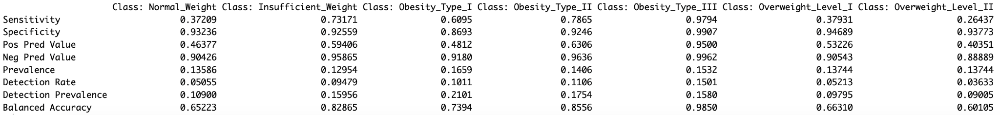 Class: Normal_Weight Class: Insufficient_Weight Class: Obesity_Type_I Class: Obesity_Type_II Class: Obesity_Type_III Class: Overweight_Level_I Class: Overweight_Level_II
Sensitivity 0.37209 0.73171 0.6095 0.7865 0.9794 0.37931 0.26437
Specificity 0.93236 0.92559 0.8693 0.9246 0.9907 0.94689 0.93773
Pos Pred Value 0.46377 0.59406 0.4812 0.6306 0.9500 0.53226 0.40351
Neg Pred Value 0.90426 0.95865 0.9180 0.9636 0.9962 0.90543 0.88889
Prevalence 0.13586 0.12954 0.1659 0.1406 0.1532 0.13744 0.13744
Detection Rate 0.05055 0.09479 0.1011 0.1106 0.1501 0.05213 0.03633
Detection Prevalence 0.10900 0.15956 0.2101 0.1754 0.1580 0.09795 0.09005
Balanced Accuracy 0.65223 0.82865 0.7394 0.8556 0.9850 0.66310 0.60105